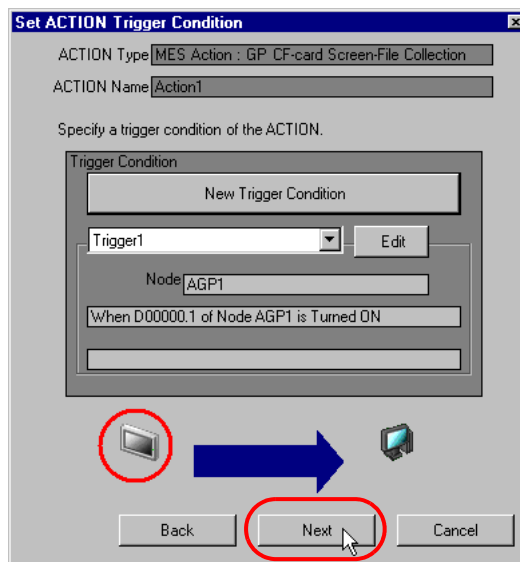 Set ACTION Trigger Condition
ACTION Type MES Action : GP CF-card Screen-File Collection
ACTION Name Action1
Specify a trigger condition of the ACTION.
Trigger Condition
New Trigger Condition
Trigger1 Edit
Node AGP1
When D00000.1 of Node AGP1 is Turned ON
Back Next Cancel